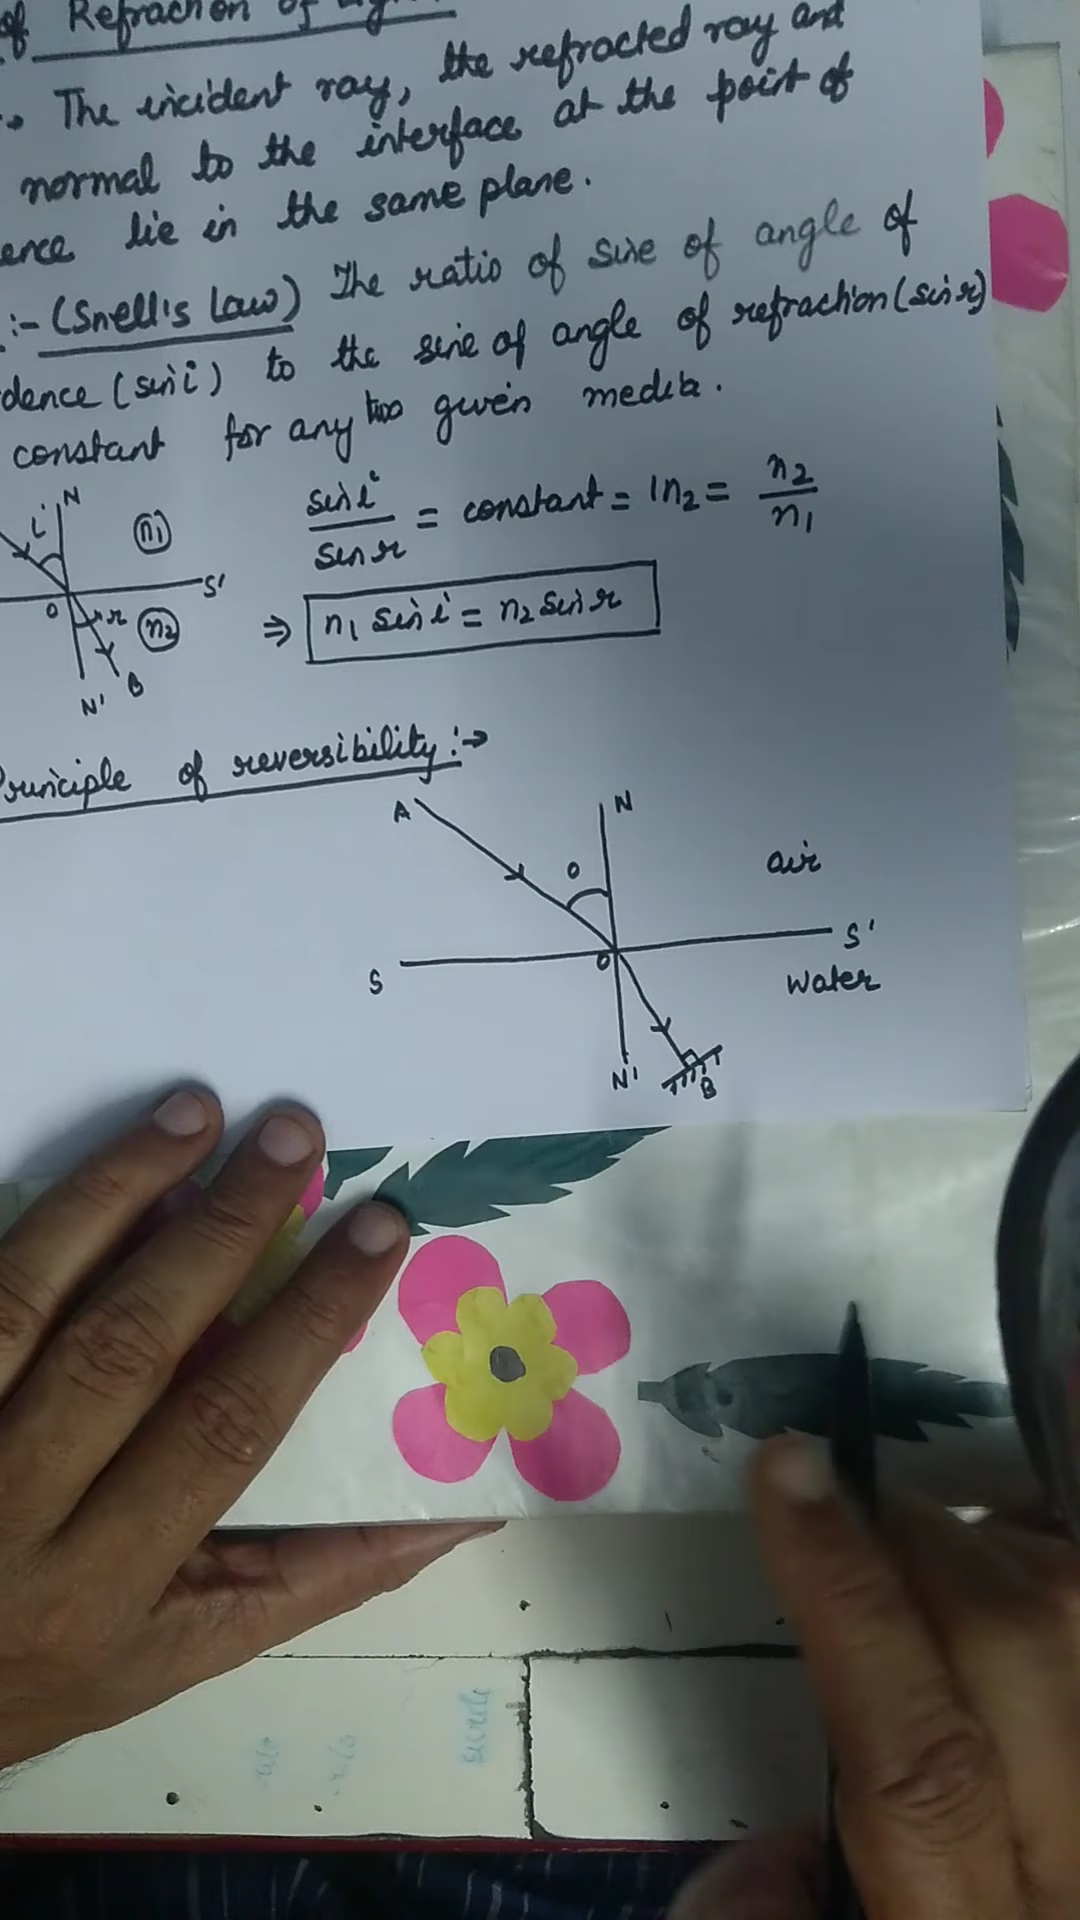 of Refraction of
The incident ray, the refracted ray and
normal to the interface at the point of
ence lie in the same plane.
:- (Snell's Law) The ratio of sine of angle of
dence (sin i) to the sine of angle of refraction (sin r)
constant for any two given media.
sin i / sin r = constant = 1n2 = n2 / n1
⇒ n1 sin i = n2 sin r
N
i
n1
S'
O
r
n2
B
N'
Principle of reversibility :→
A
N
O
air
S
O
S'
Water
N'
B